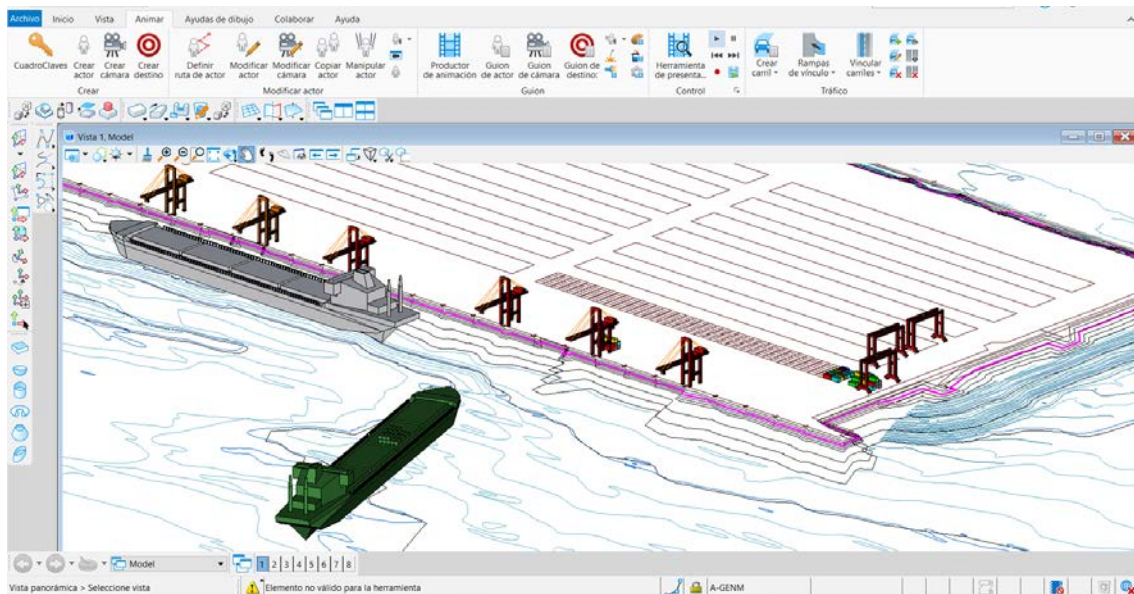 Archivo Inicio Vista Animar Ayudas de dibujo Colaborar Ayuda
CuadroClaves Crear actor Crear cámara Crear destino Definir ruta de actor Modificar actor Modificar cámara Copiar actor Manipular actor Productor de animación Guion de actor Guion de cámara Guion de destino: Herramienta de presenta... Crear carril Rampas de vínculo Vincular carriles
Crear Modificar actor Guion Control Tráfico
Vista 1, Model
Model 1 2 3 4 5 6 7 8
Vista panorámica > Seleccione vista Elemento no válido para la herramienta A-GENM